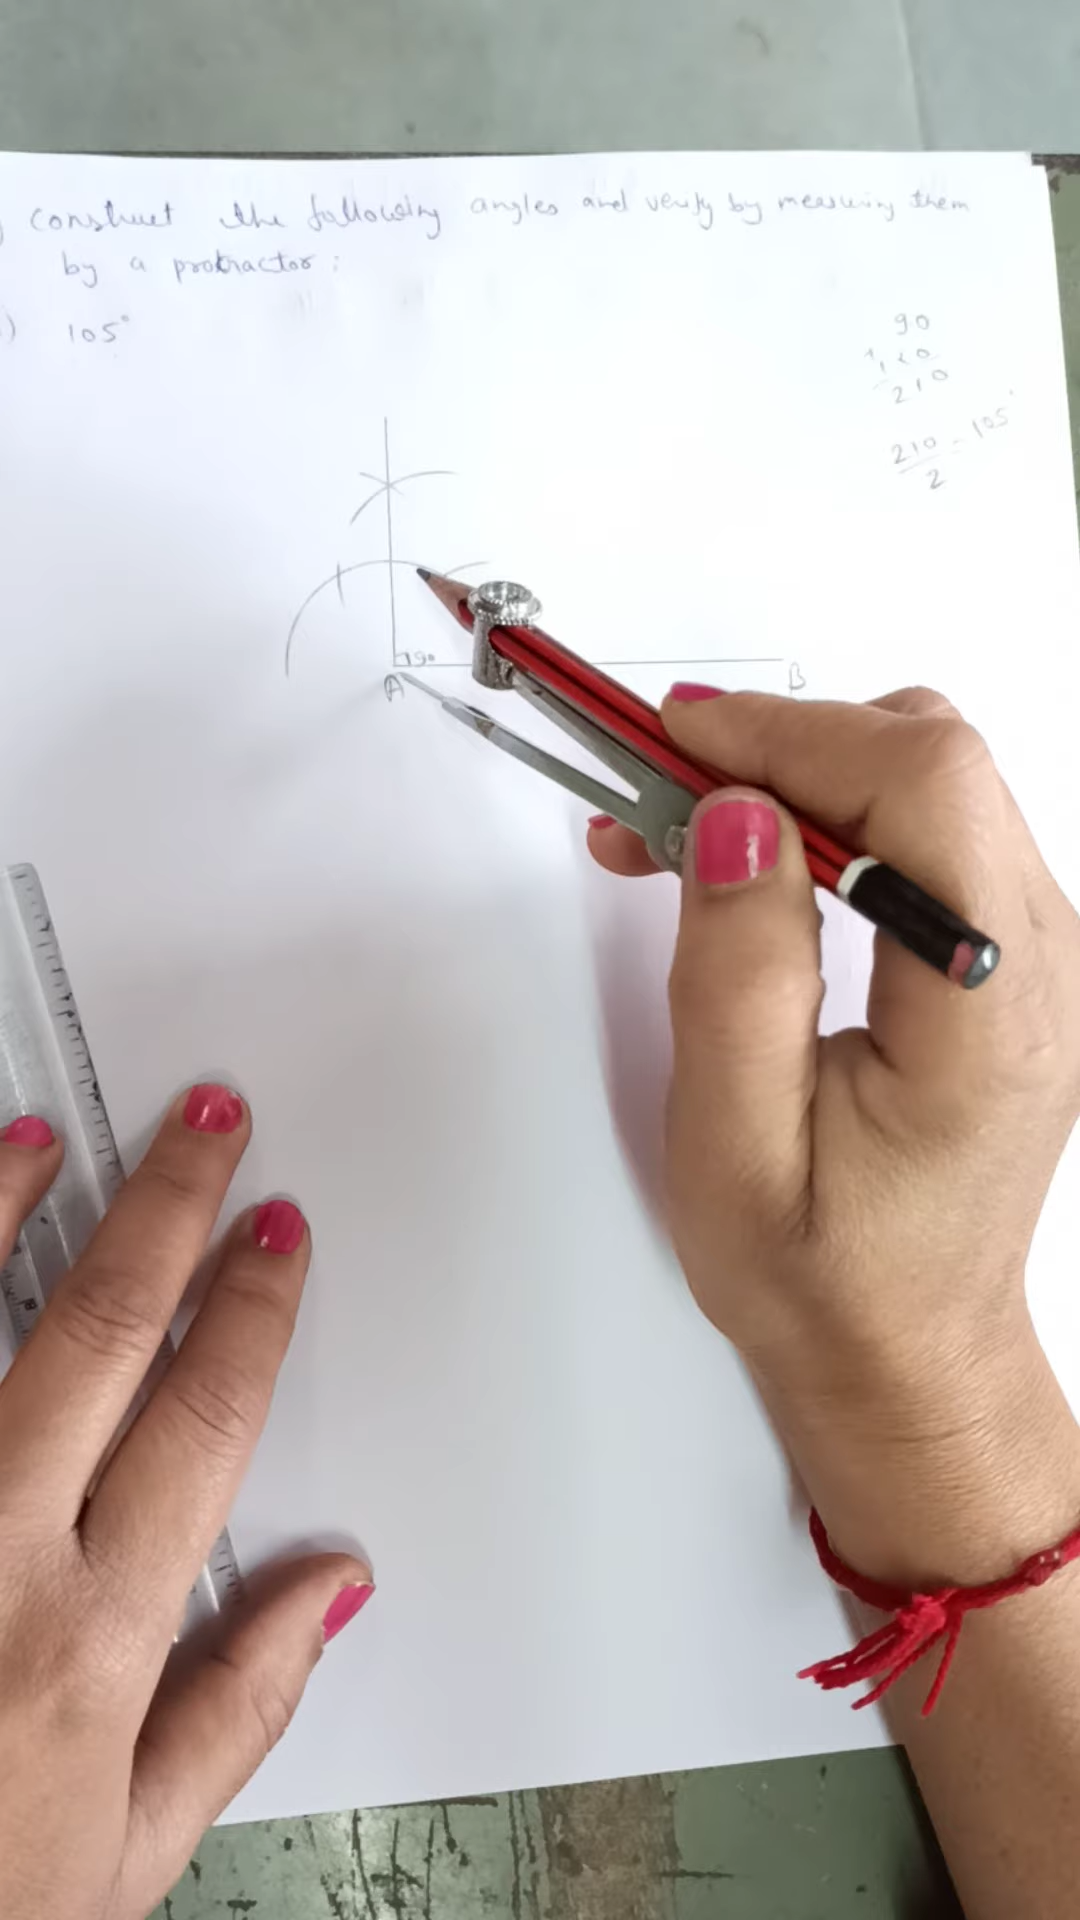 construct the following angles and verify by measuring them
by a protractor :
) 105°
90
120
210
210/2 = 105°
90
A
B